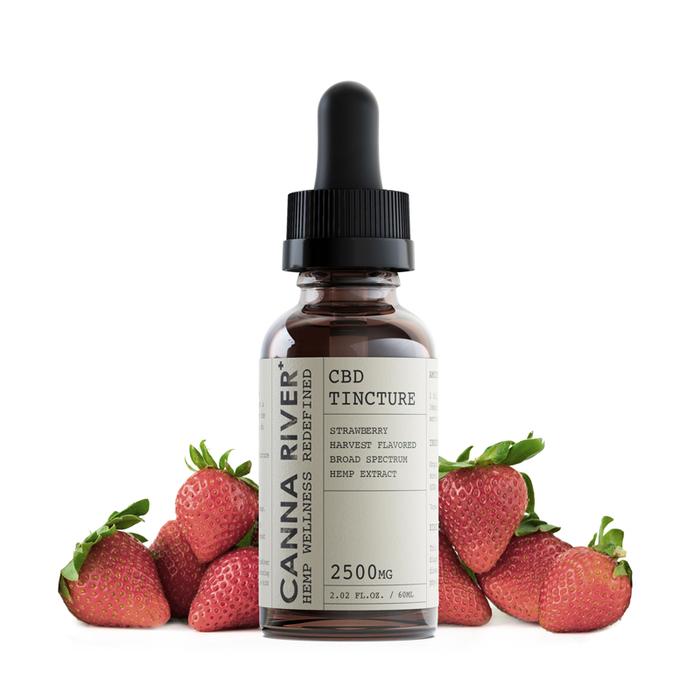 CANNA RIVER+
HEMP WELLNESS REDEFINED
CBD
TINCTURE
STRAWBERRY
HARVEST FLAVORED
BROAD SPECTRUM
HEMP EXTRACT
2500MG
2.02 FL.OZ. / 60ML